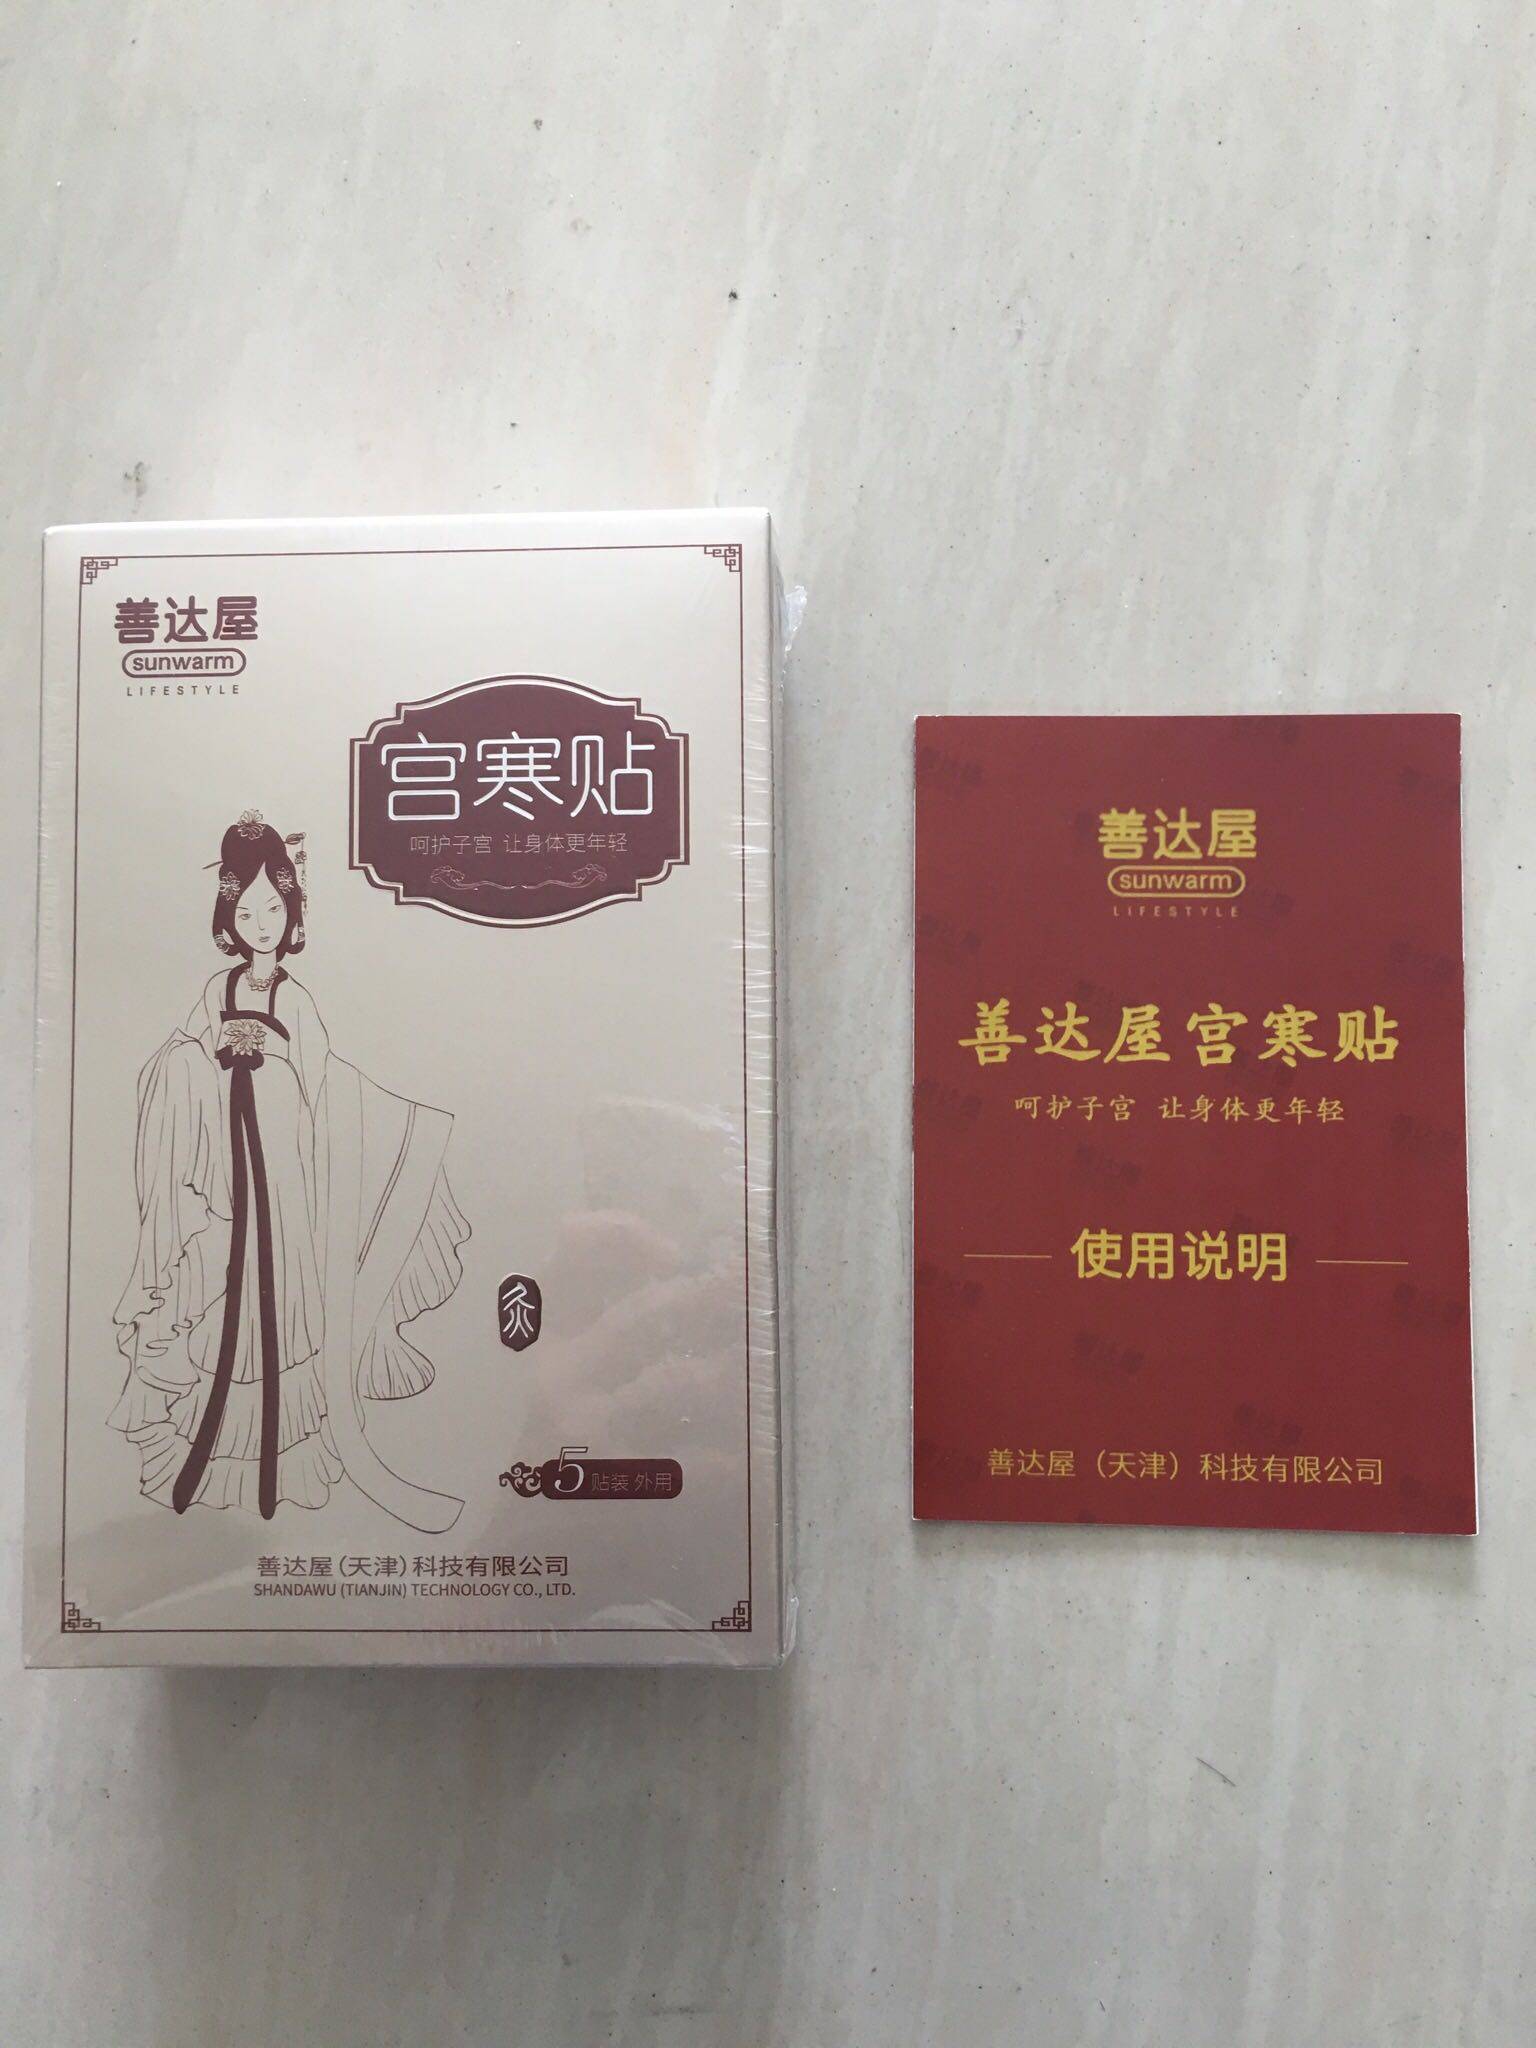 善达屋
sunwarm
LIFESTYLE
宫寒贴
呵护子宫 让身体更年轻
灸
5贴装 外用
善达屋（天津）科技有限公司
SHANDAWU (TIANJIN) TECHNOLOGY CO., LTD.
善达屋
sunwarm
LIFESTYLE
善达屋宫寒贴
呵护子宫 让身体更年轻
使用说明
善达屋（天津）科技有限公司